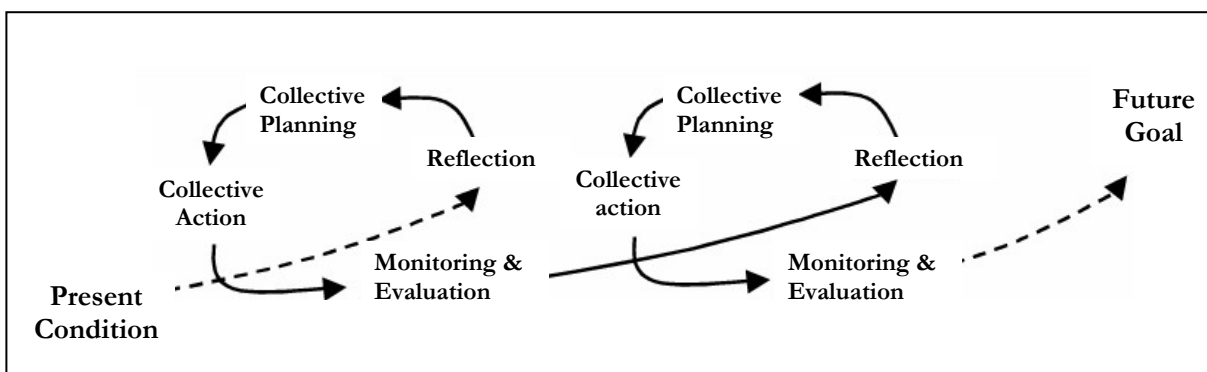 Collective
Planning
Reflection
Collective
Action
Monitoring &
Evaluation
Present
Condition
Collective
Planning
Reflection
Collective
action
Monitoring &
Evaluation
Future
Goal